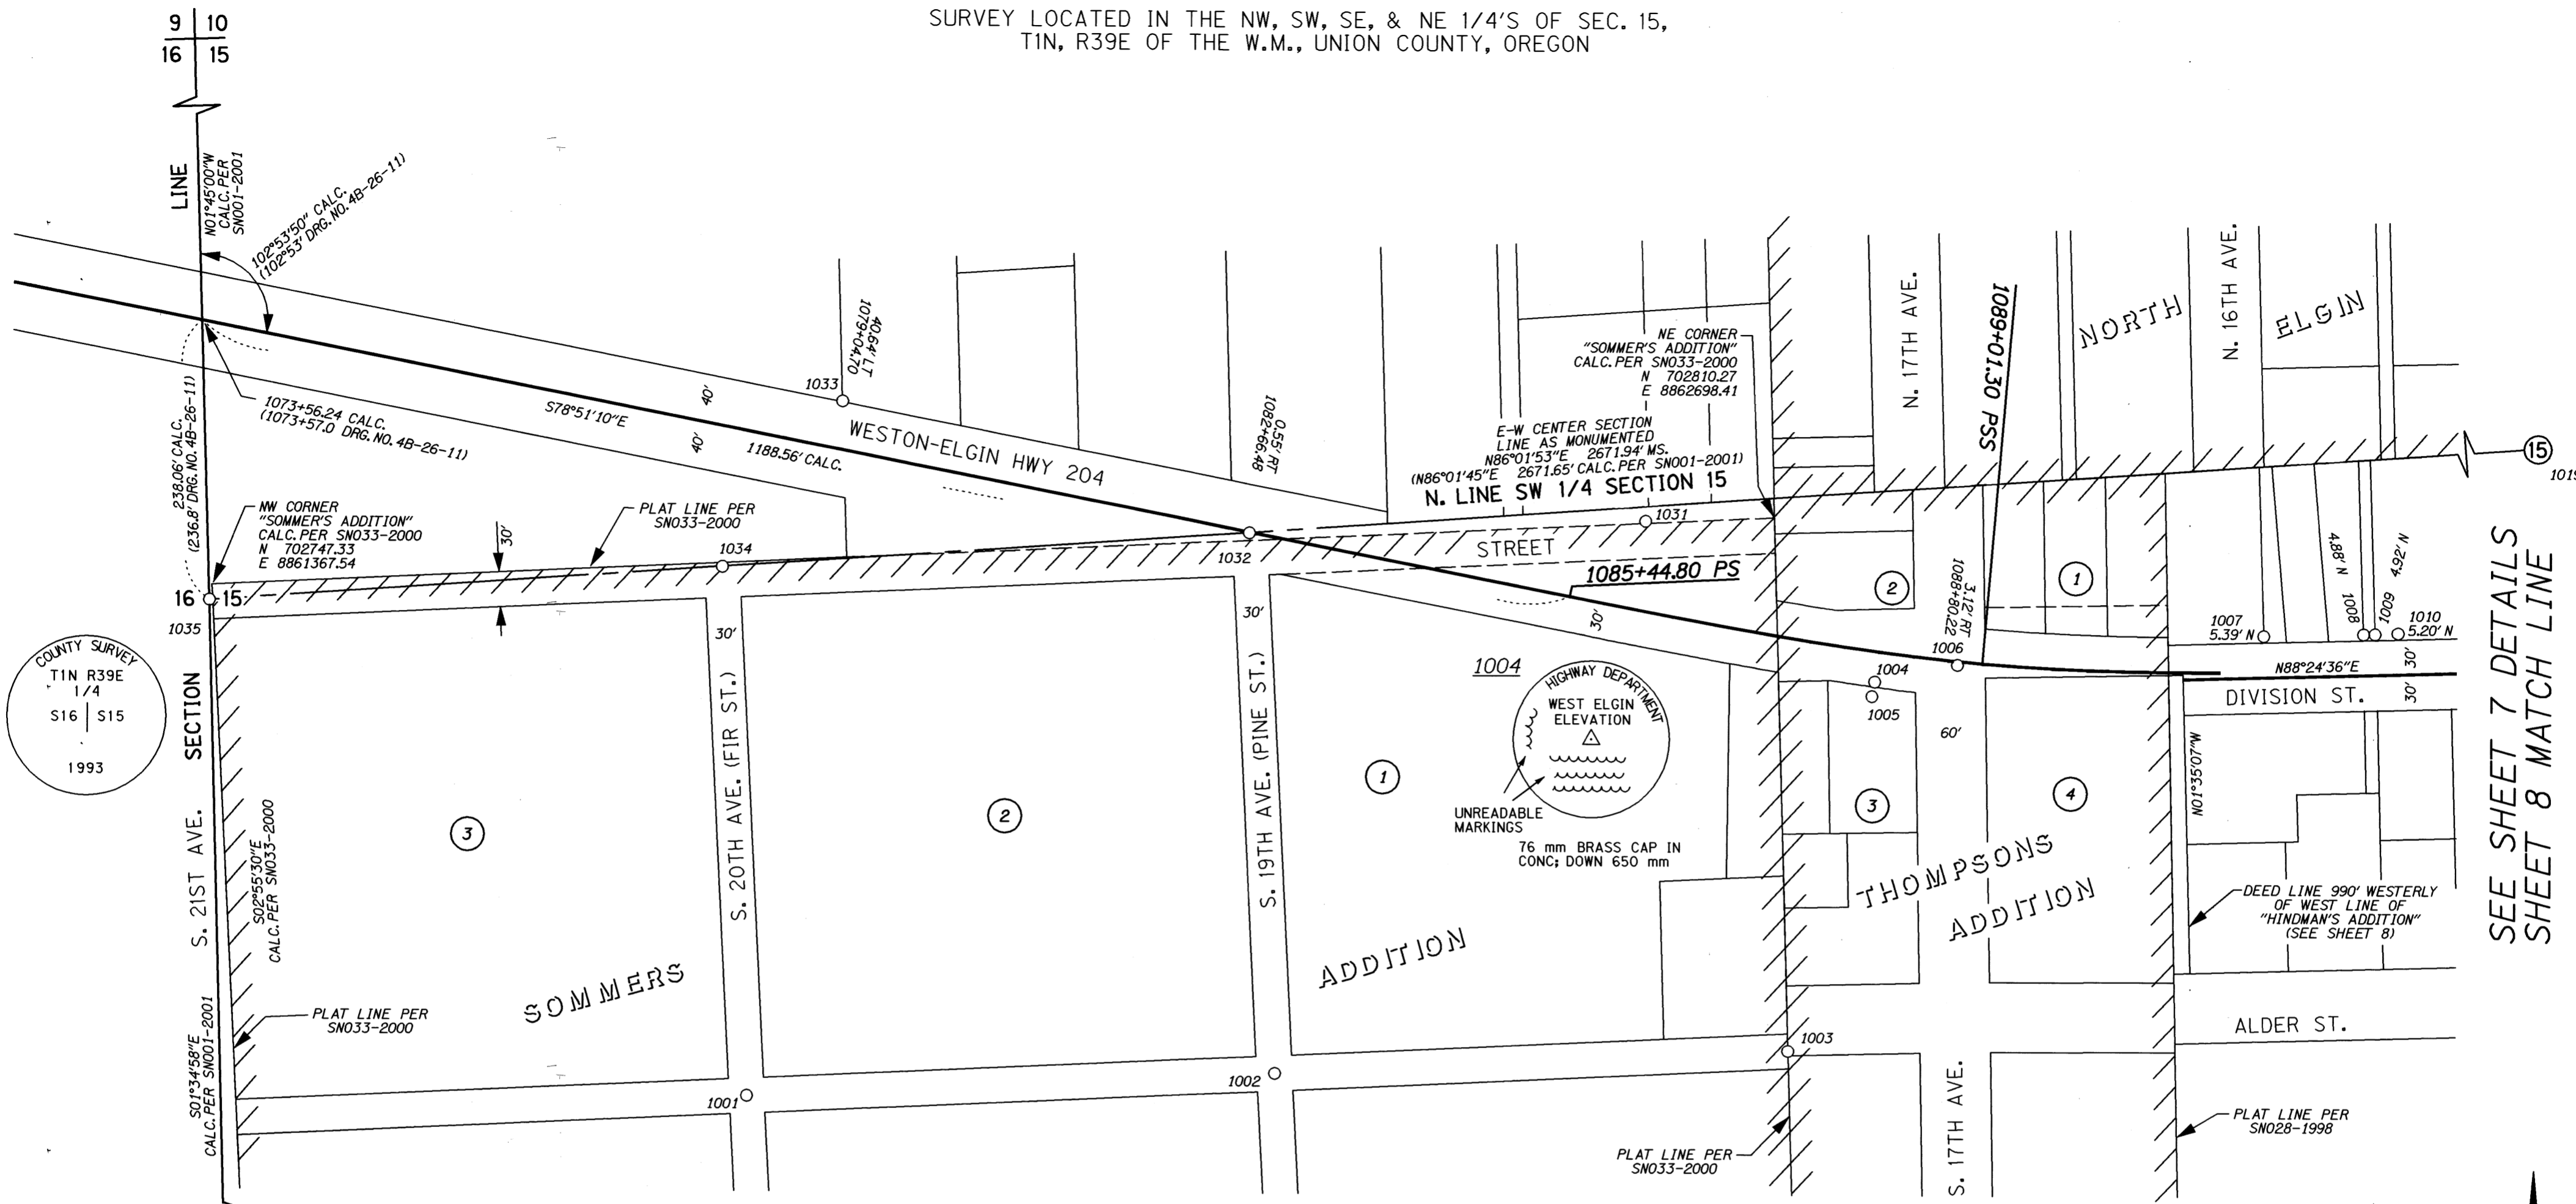 SURVEY LOCATED IN THE NW, SW, SE, & NE 1/4'S OF SEC. 15,
T1N, R39E OF THE W.M., UNION COUNTY, OREGON
9 10
16 15
LINE
N01°45'00"W
CALC. PER
SN001-2001
102°53'50" CALC.
(102°53' DRG. NO. 4B-26-11)
238.06' CALC.
(236.8' DRG. NO. 4B-26-11)
1073+56.24 CALC.
(1073+57.0 DRG. NO. 4B-26-11)
S78°51'10"E
40'
40'
1188.56' CALC.
WESTON-ELGIN HWY 204
1033
40.64' LT
1079+04.70
0.55' RT
1082+66.48
NE CORNER
"SOMMER'S ADDITION"
CALC. PER SN033-2000
N 702810.27
E 8862698.41
E-W CENTER SECTION
LINE AS MONUMENTED
N86°01'53"E 2671.94' MS.
(N86°01'45"E 2671.65' CALC. PER SN001-2001)
N. LINE SW 1/4 SECTION 15
N. 17TH AVE.
1089+01.30 PSS
NORTH
N. 16TH AVE.
ELGIN
15
1019
NW CORNER
"SOMMER'S ADDITION"
CALC. PER SN033-2000
N 702747.33
E 8861367.54
30'
PLAT LINE PER
SN033-2000
1034
1032
1031
STREET
1085+44.80 PS
16 15
1035
30'
30'
30'
2
1
3.12' RT
1088+80.22
1006
1007
5.39' N
4.88' N
1008
4.92' N
1009
1010
5.20' N
N88°24'36"E
30'
30'
DIVISION ST.
COUNTY SURVEY
T1N R39E
1/4
S16 S15
1993
SECTION
S. 21ST AVE.
S02°55'30"E
CALC. PER SN033-2000
S01°34'58"E
CALC. PER SN001-2001
PLAT LINE PER
SN033-2000
3
S. 20TH AVE. (FIR ST.)
2
S. 19TH AVE. (PINE ST.)
1
1004
HIGHWAY DEPARTMENT
WEST ELGIN
ELEVATION
UNREADABLE
MARKINGS
76 mm BRASS CAP IN
CONC; DOWN 650 mm
1004
1005
60'
3
4
N01°35'07"W
THOMPSONS
ADDITION
DEED LINE 990' WESTERLY
OF WEST LINE OF
"HINDMAN'S ADDITION"
(SEE SHEET 8)
SEE SHEET 7 DETAILS
SHEET 8 MATCH LINE
SOMMERS
ADDITION
ALDER ST.
1001
1002
1003
S. 17TH AVE.
PLAT LINE PER
SN033-2000
PLAT LINE PER
SN028-1998